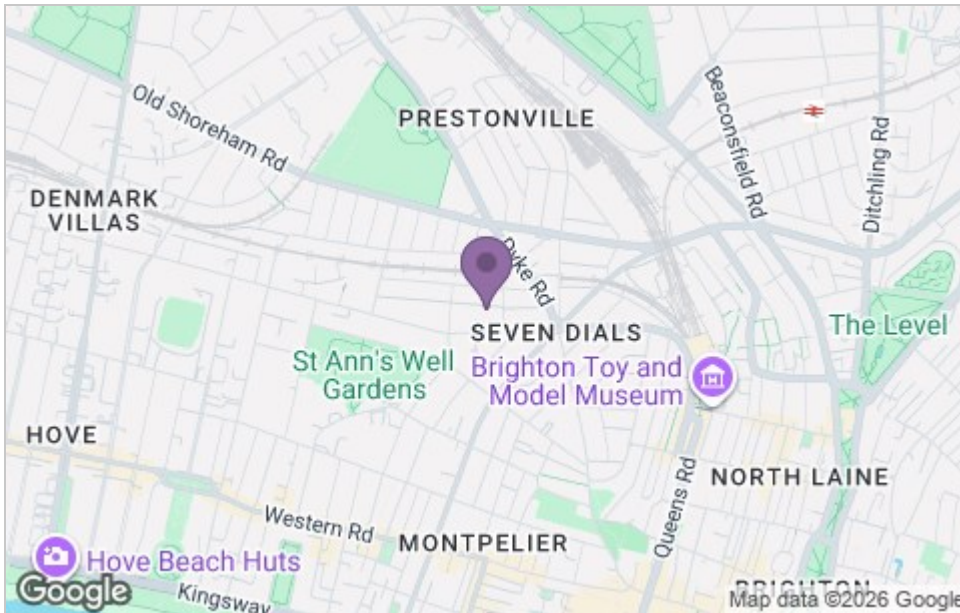 PRESTONVILLE
Old Shoreham Rd
Beaconsfield Rd
Ditchling Rd
DENMARK
VILLAS
Dyke Rd
SEVEN DIALS
The Level
St Ann's Well
Gardens
Brighton Toy and
Model Museum
HOVE
NORTH LAINE
Queens Rd
Western Rd
MONTPELIER
Hove Beach Huts
Kingsway
BRIGHTON
Google
Map data ©2026 Google